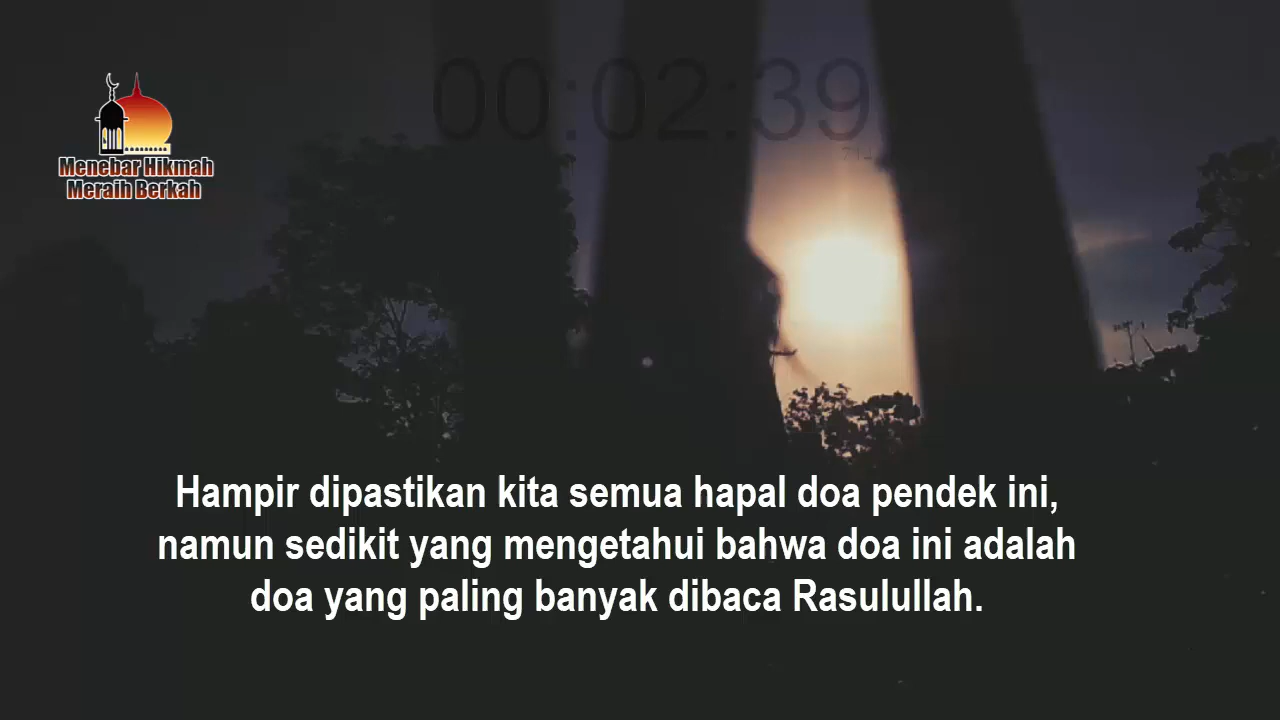 00:02:39
Menebar Hikmah
Meraih Berkah
Hampir dipastikan kita semua hapal doa pendek ini,
namun sedikit yang mengetahui bahwa doa ini adalah
doa yang paling banyak dibaca Rasulullah.